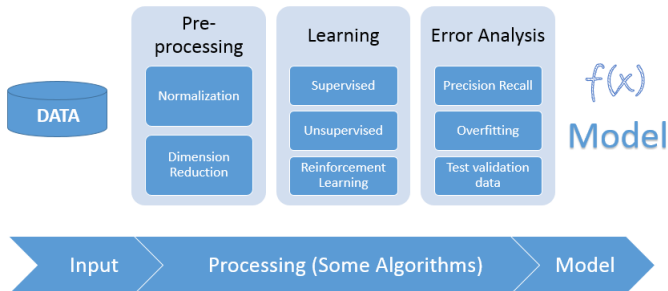 Pre-
processing
Learning
Error Analysis
DATA
Normalization
Dimension
Reduction
Supervised
Unsupervised
Reinforcement
Learning
Precision Recall
Overfitting
Test validation
data
f(x)
Model
Input
Processing (Some Algorithms)
Model